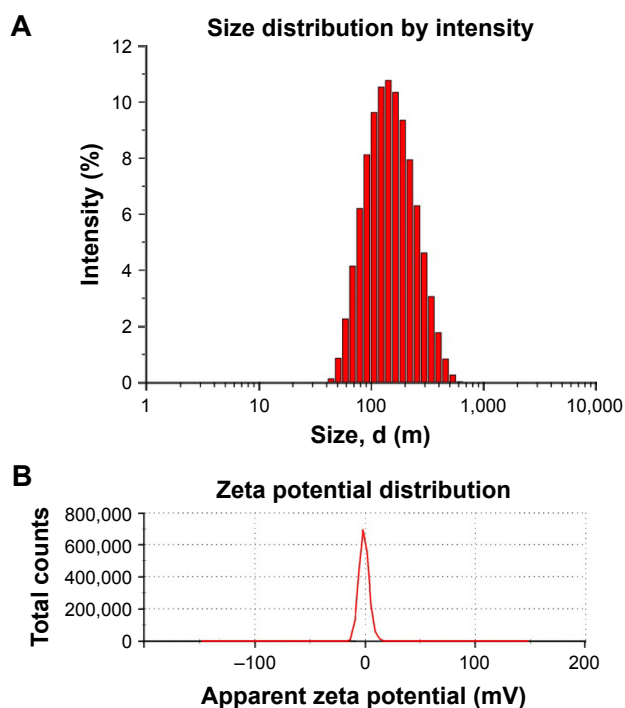 A
Size distribution by intensity
12
10
8
6
4
2
0
Intensity (%)
1
10
100
1,000
10,000
Size, d (m)
B
Zeta potential distribution
800,000
600,000
400,000
200,000
0
Total counts
–100
0
100
200
Apparent zeta potential (mV)